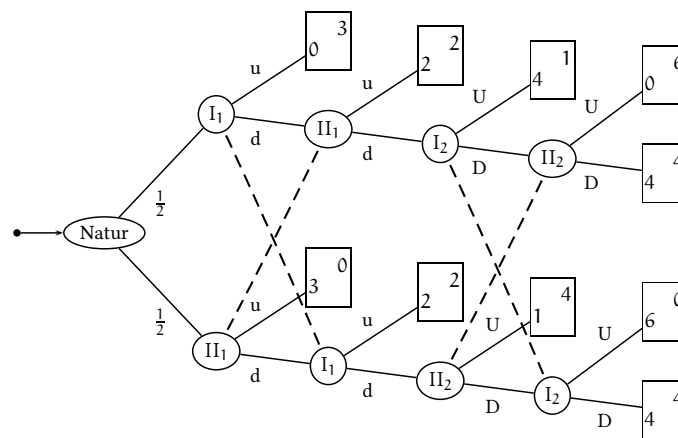 3 2 1
0 u 2 u 4 U 0 U
I₁ d II₁ d I₂ D II₂ D 4
½
Natur
½
0 2 4
3 u 2 u 1 U 6 U
II₁ d I₁ d II₂ D I₂ D 4